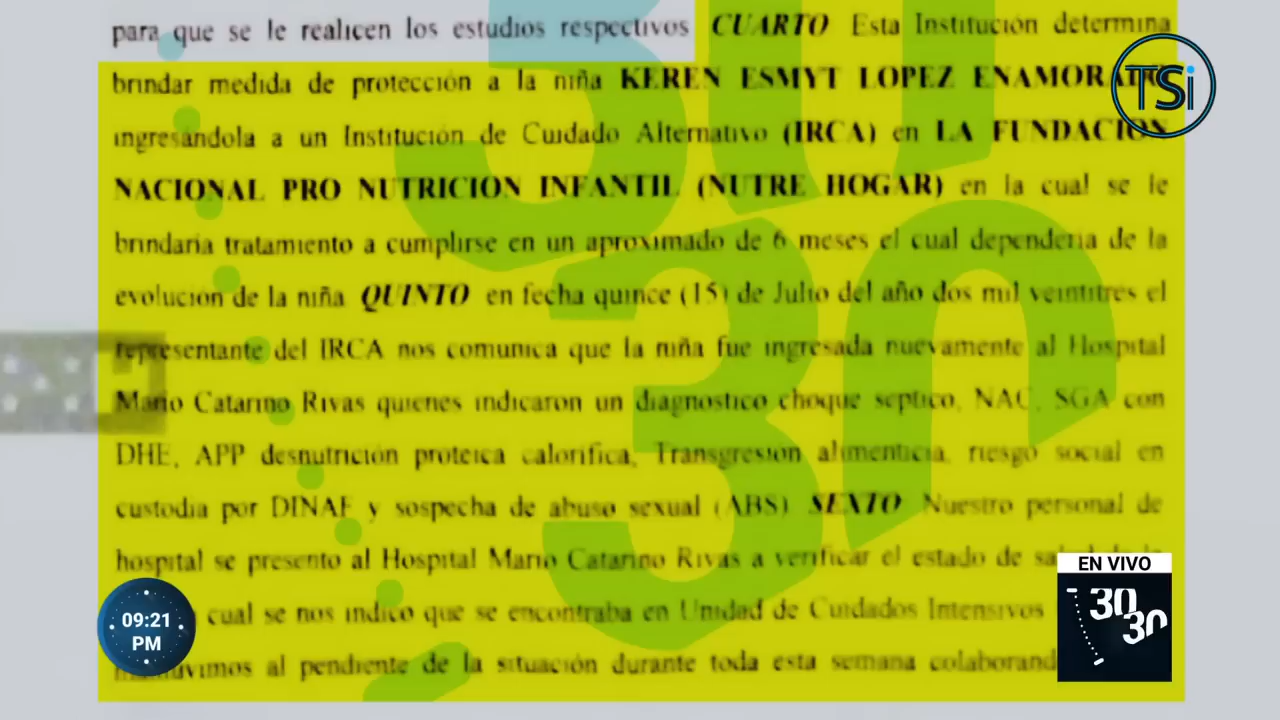 para que se le realicen los estudios respectivos CUARTO Esta Institución determina
brindar medida de protección a la niña KEREN ESMYT LOPEZ
ingresándola a un Institución de Cuidado Alternativo (IRCA) en LA FUNDACION
NACIONAL PRO NUTRICION INFANTIL (NUTRE HOGAR) en la cual se le
brindaría tratamiento a cumplirse en un aproximado de 6 meses el cual dependería de la
evolución de la niña QUINTO en fecha quince (15) de Julio del año dos mil veintitres el
representante del IRCA nos comunica que la niña fue ingresada nuevamente al Hospital
Mario Catarino Rivas quienes indicaron un diagnostico choque septico, NAC, SGA con
DHE, APP desnutrición proteica calorífica, Transgresion alimenticia, riesgo social en
custodia por DINAF y sospecha de abuso sexual (ABS) SEXTO Nuestro personal de
hospital se presento al Hospital Mario Catarino Rivas a verificar el estado de
cual se nos indico que se encontraba en Unidad de Cuidados Intensivos
al pendiente de la situación durante toda esta semana
TSi
09:21
PM
EN VIVO
30
30